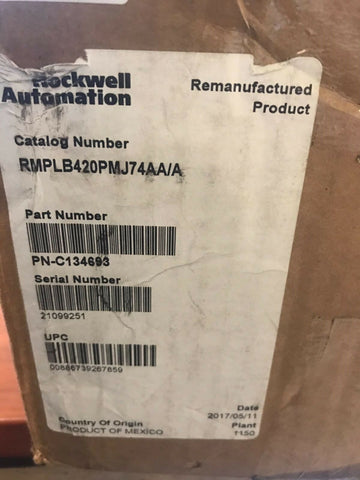 Rockwell
Automation
Remanufactured
Product
Catalog Number
RMPLB420PMJ74AA/A
Part Number
PN-C134693
Serial Number
21099251
UPC
00886739267859
Date
2017/05/11
Country Of Origin
Plant
PRODUCT OF MEXICO
1150